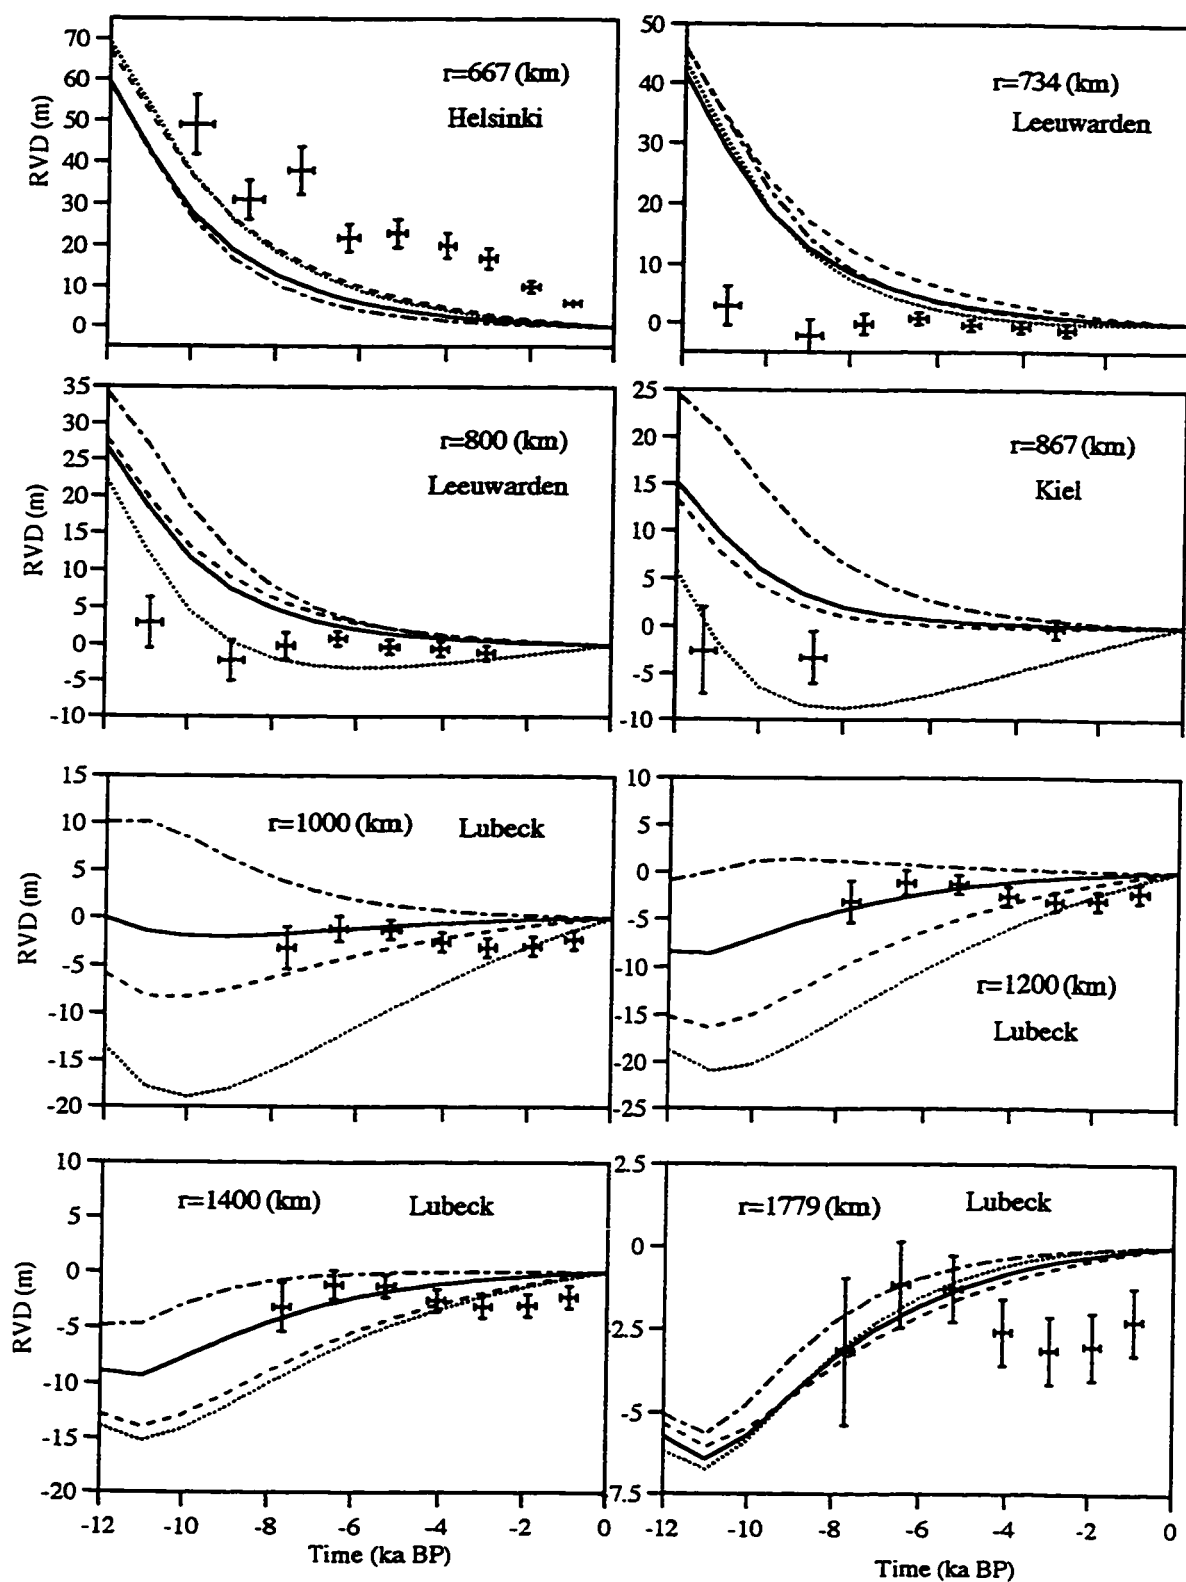 70
60
50
40
30
20
10
0
RVD (m)
r=667 (km)
Helsinki
50
40
30
20
10
0
r=734 (km)
Leeuwarden
35
30
25
20
15
10
5
0
-5
-10
RVD (m)
r=800 (km)
Leeuwarden
25
20
15
10
5
0
-5
-10
r=867 (km)
Kiel
15
10
5
0
-5
-10
-15
-20
RVD (m)
r=1000 (km) Lubeck
10
5
0
-5
-10
-15
-20
-25
r=1200 (km)
Lubeck
10
5
0
-5
-10
-15
-20
RVD (m)
r=1400 (km) Lubeck
-12 -10 -8 -6 -4 -2 0
Time (ka BP)
2.5
0
2.5
-5
7.5
r=1779 (km) Lubeck
-12 -10 -8 -6 -4 -2 0
Time (ka BP)